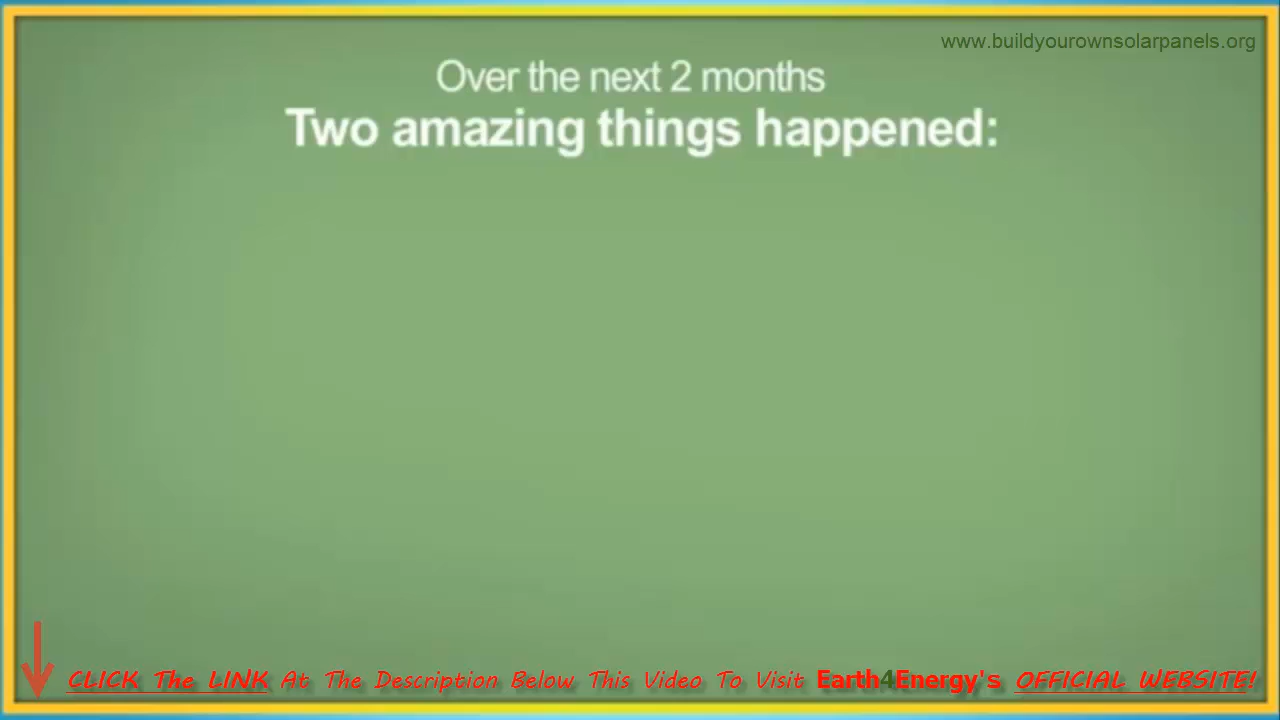 www.buildyourownsolarpanels.org
Over the next 2 months
Two amazing things happened:
CLICK The LINK At The Description Below This Video To Visit Earth4Energy's OFFICIAL WEBSITE!